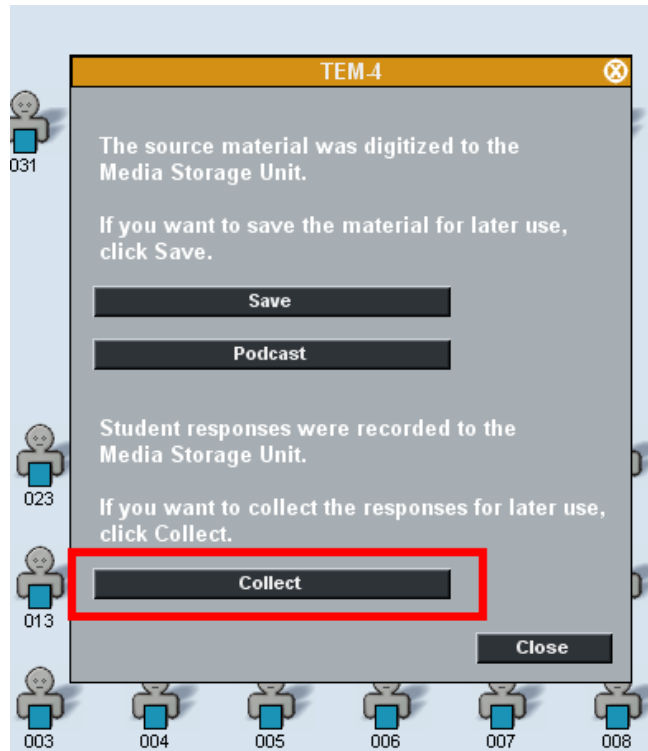 TEM-4
031
The source material was digitized to the
Media Storage Unit.
If you want to save the material for later use,
click Save.
Save
Podcast
Student responses were recorded to the
Media Storage Unit.
023
If you want to collect the responses for later use,
click Collect.
Collect
013
Close
003 004 005 006 007 008